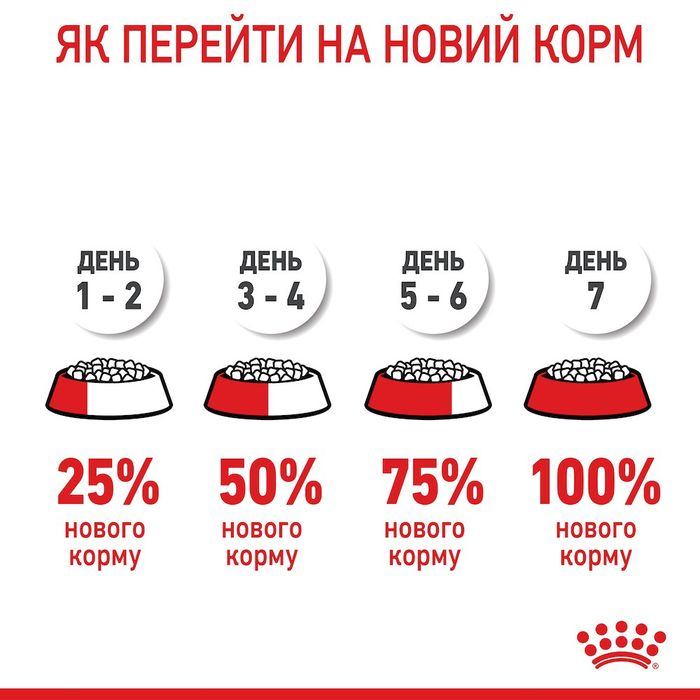 ЯК ПЕРЕЙТИ НА НОВИЙ КОРМ
ДЕНЬ
1 - 2
ДЕНЬ
3 - 4
ДЕНЬ
5 - 6
ДЕНЬ
7
25%
нового
корму
50%
нового
корму
75%
нового
корму
100%
нового
корму
®